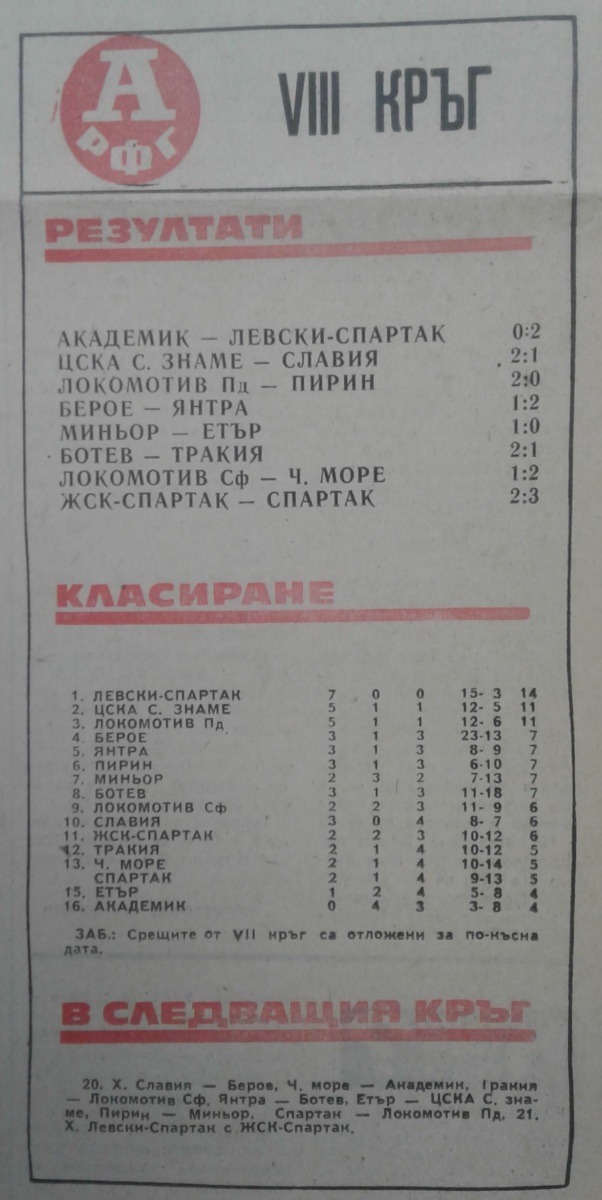 А
РФГ
VIII КРЪГ
РЕЗУЛТАТИ
АКАДЕМИК — ЛЕВСКИ-СПАРТАК 0:2
ЦСКА С. ЗНАМЕ — СЛАВИЯ 2:1
ЛОКОМОТИВ Пд — ПИРИН 2:0
БЕРОЕ — ЯНТРА 1:2
МИНЬОР — ЕТЪР 1:0
БОТЕВ — ТРАКИЯ 2:1
ЛОКОМОТИВ Сф — Ч. МОРЕ 1:2
ЖСК-СПАРТАК — СПАРТАК 2:3
КЛАСИРАНЕ
1. ЛЕВСКИ-СПАРТАК 7 0 0 15- 3 14
2. ЦСКА С. ЗНАМЕ 5 1 1 12- 5 11
3. ЛОКОМОТИВ Пд 5 1 1 12- 6 11
4. БЕРОЕ 3 1 3 23-13 7
5. ЯНТРА 3 1 3 8- 9 7
6. ПИРИН 3 1 3 6-10 7
7. МИНЬОР 2 3 2 7-13 7
8. БОТЕВ 3 1 3 11-18 7
9. ЛОКОМОТИВ Сф 2 2 3 11- 9 6
10. СЛАВИЯ 3 0 4 8- 7 6
11. ЖСК-СПАРТАК 2 2 3 10-12 6
12. ТРАКИЯ 2 1 4 10-12 5
13. Ч. МОРЕ 2 1 4 10-14 5
СПАРТАК 2 1 4 9-13 5
15. ЕТЪР 1 2 4 5- 8 4
16. АКАДЕМИК 0 4 3 3- 8 4
ЗАБ.: Срещите от VII кръг са отложени за по-късна
дата.
В СЛЕДВАЩИЯ КРЪГ
20. X. Славия — Берое, Ч. море — Академик, Тракия
— Локомотив Сф, Янтра — Ботев, Етър — ЦСКА С. зна-
ме, Пирин — Миньор, Спартак — Локомотив Пд, 21.
X. Левски-Спартак с ЖСК-Спартак.